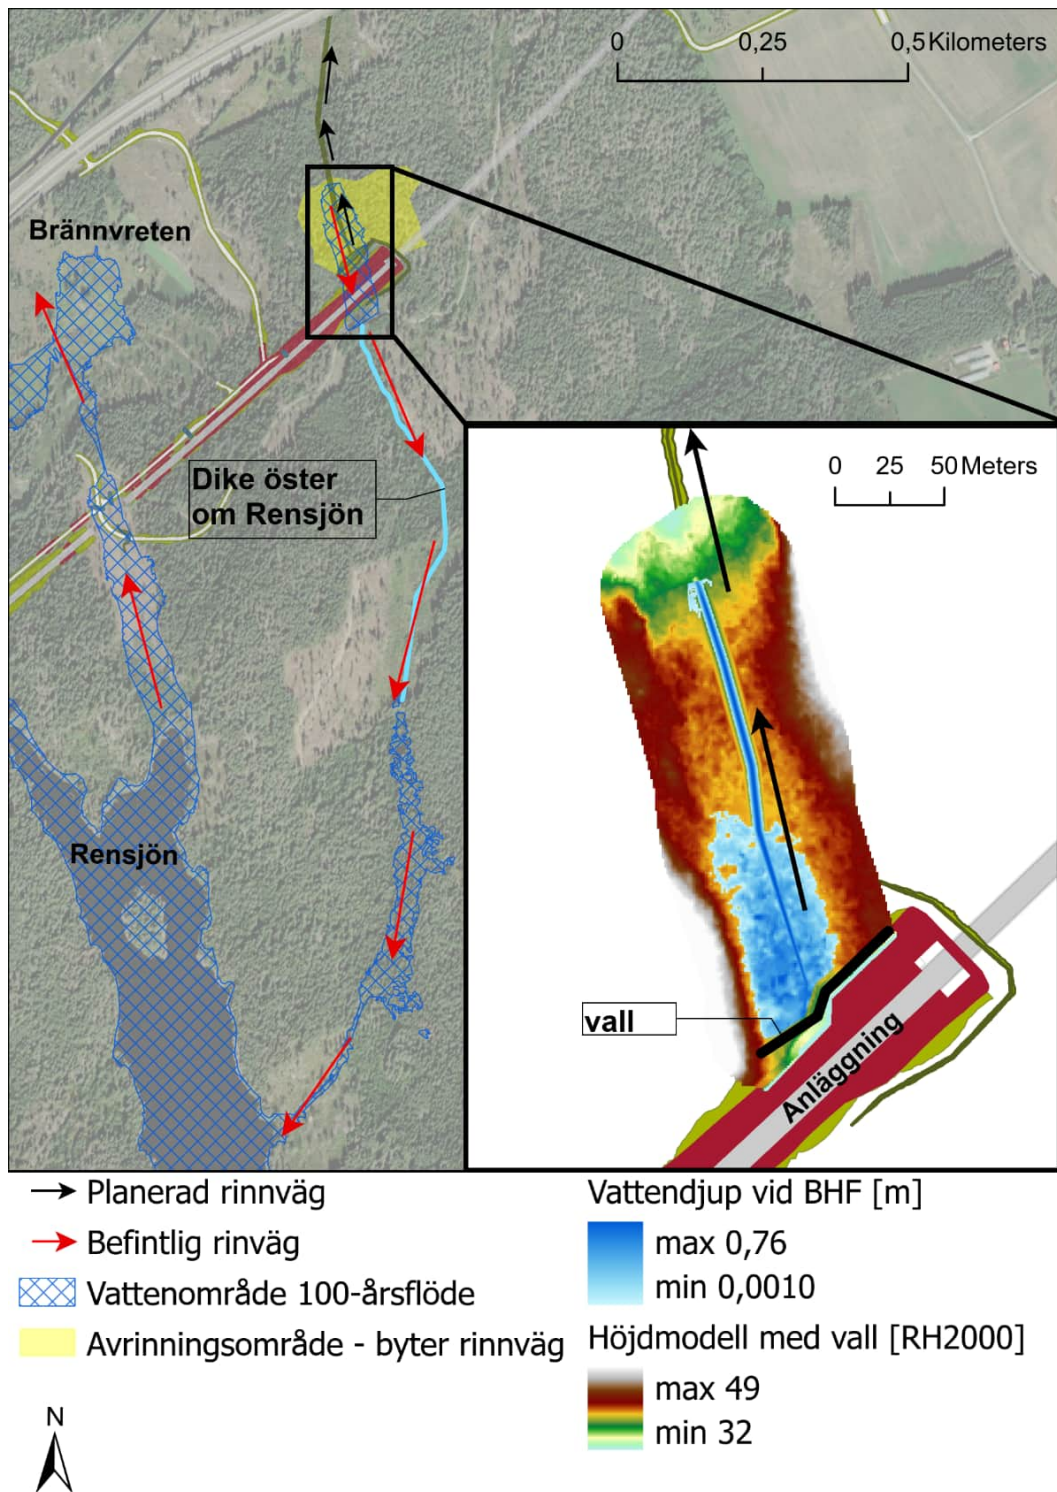 0 0,25 0,5 Kilometers
Brännvreten
Dike öster
om Rensjön
0 25 50 Meters
Rensjön
vall
Anläggning
Planerad rinnväg
Befintlig rinväg
Vattenområde 100-årsflöde
Avrinningsområde - byter rinnväg
Vattendjup vid BHF [m]
max 0,76
min 0,0010
Höjdmodell med vall [RH2000]
max 49
min 32
N